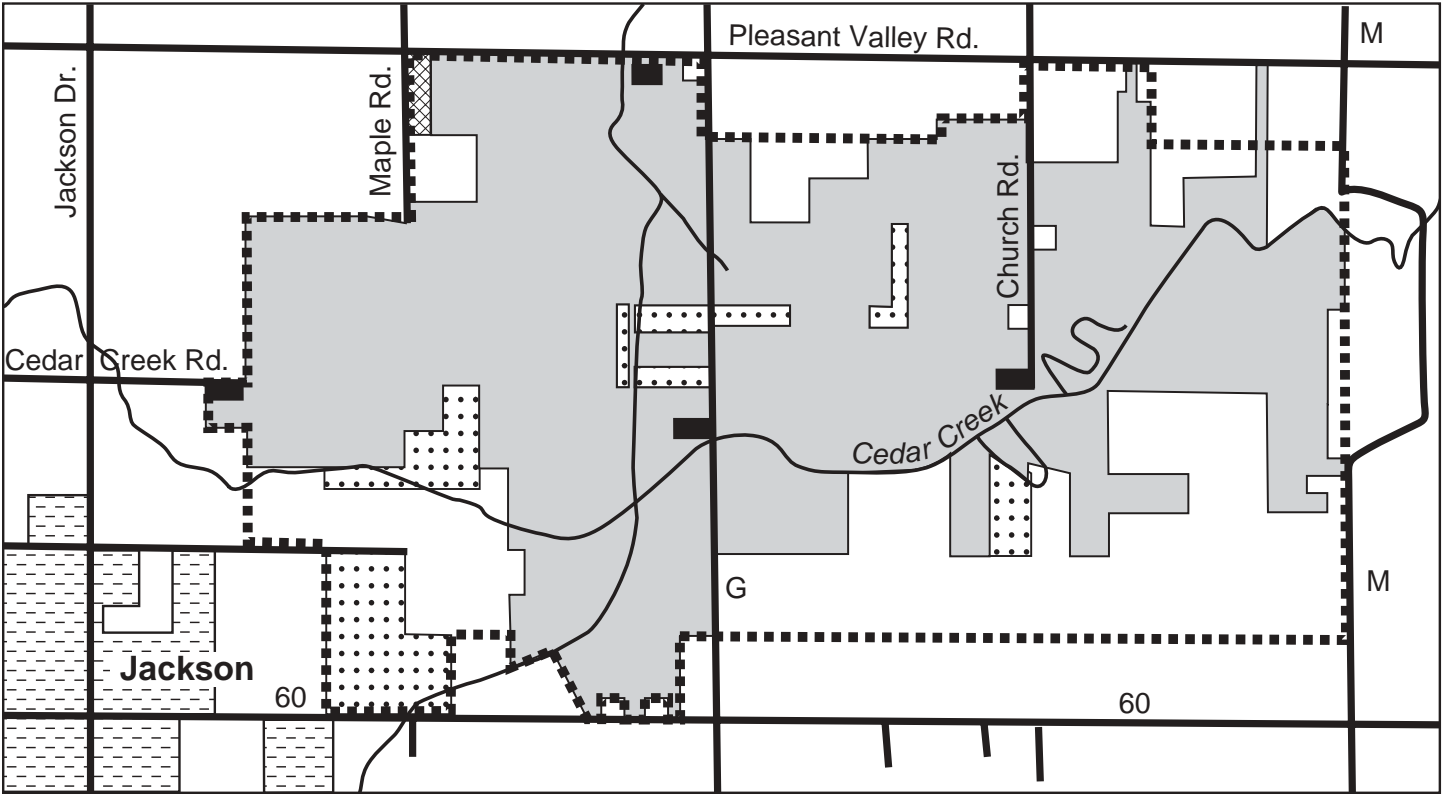 Pleasant Valley Rd.
M
Jackson Dr.
Maple Rd.
Church Rd.
Cedar Creek Rd.
Cedar Creek
G
M
Jackson
60
60